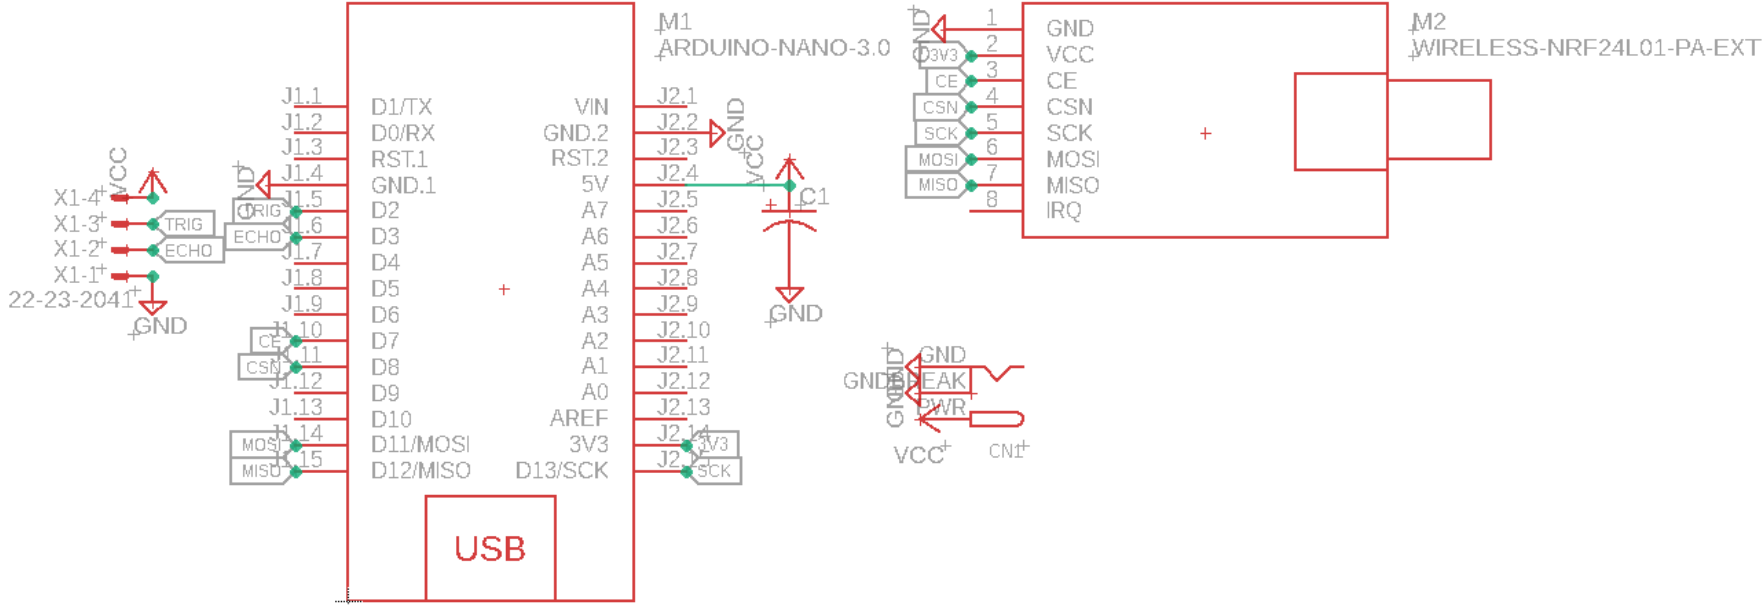 M1
ARDUINO-NANO-3.0
J1.1
J1.2
J1.3
J1.4
J1.5
J1.6
J1.7
J1.8
J1.9
J1.10
J1.11
J1.12
J1.13
J1.14
J1.15
D1/TX
D0/RX
RST.1
GND.1
D2
D3
D4
D5
D6
D7
D8
D9
D10
D11/MOSI
D12/MISO
VIN
GND.2
RST.2
5V
A7
A6
A5
A4
A3
A2
A1
A0
AREF
3V3
D13/SCK
J2.1
J2.2
J2.3
J2.4
J2.5
J2.6
J2.7
J2.8
J2.9
J2.10
J2.11
J2.12
J2.13
J2.14
USB
GND
TRIG
ECHO
CE
CSN
MOSI
MISO
3V3
SCK
GND
VCC
C1
GND
VCC
X1-4
X1-3
X1-2
X1-1
TRIG
ECHO
22-23-2041
GND
M2
WIRELESS-NRF24L01-PA-EXT
GND
3V3
CE
CSN
SCK
MOSI
MISO
1
2
3
4
5
6
7
8
GND
VCC
CE
CSN
SCK
MOSI
MISO
IRQ
GND
PWR
VCC
CN1